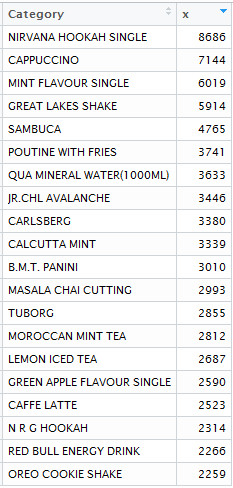 Category x
NIRVANA HOOKAH SINGLE 8686
CAPPUCCINO 7144
MINT FLAVOUR SINGLE 6019
GREAT LAKES SHAKE 5914
SAMBUCA 4765
POUTINE WITH FRIES 3741
QUA MINERAL WATER(1000ML) 3633
JR.CHL AVALANCHE 3446
CARLSBERG 3380
CALCUTTA MINT 3339
B.M.T. PANINI 3010
MASALA CHAI CUTTING 2993
TUBORG 2855
MOROCCAN MINT TEA 2812
LEMON ICED TEA 2687
GREEN APPLE FLAVOUR SINGLE 2590
CAFFE LATTE 2523
N R G HOOKAH 2314
RED BULL ENERGY DRINK 2266
OREO COOKIE SHAKE 2259